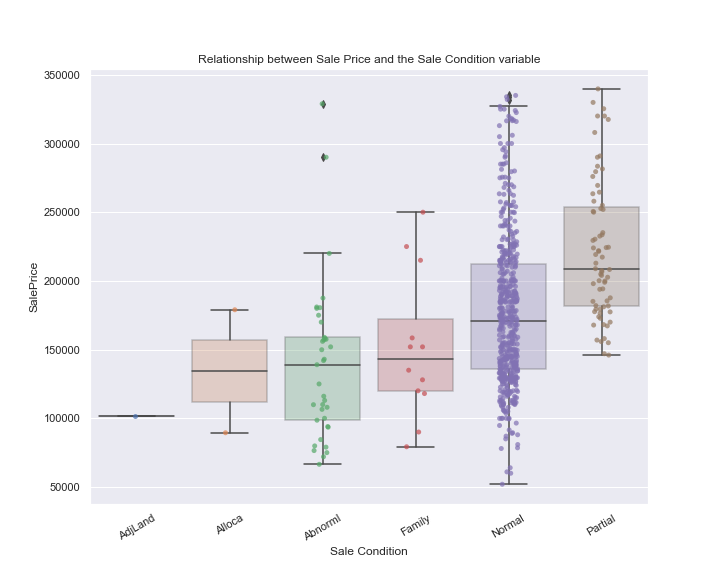 Relationship between Sale Price and the Sale Condition variable
350000
300000
250000
200000
150000
100000
50000
SalePrice
AdjLand
Alloca
Abnorml
Family
Normal
Partial
Sale Condition